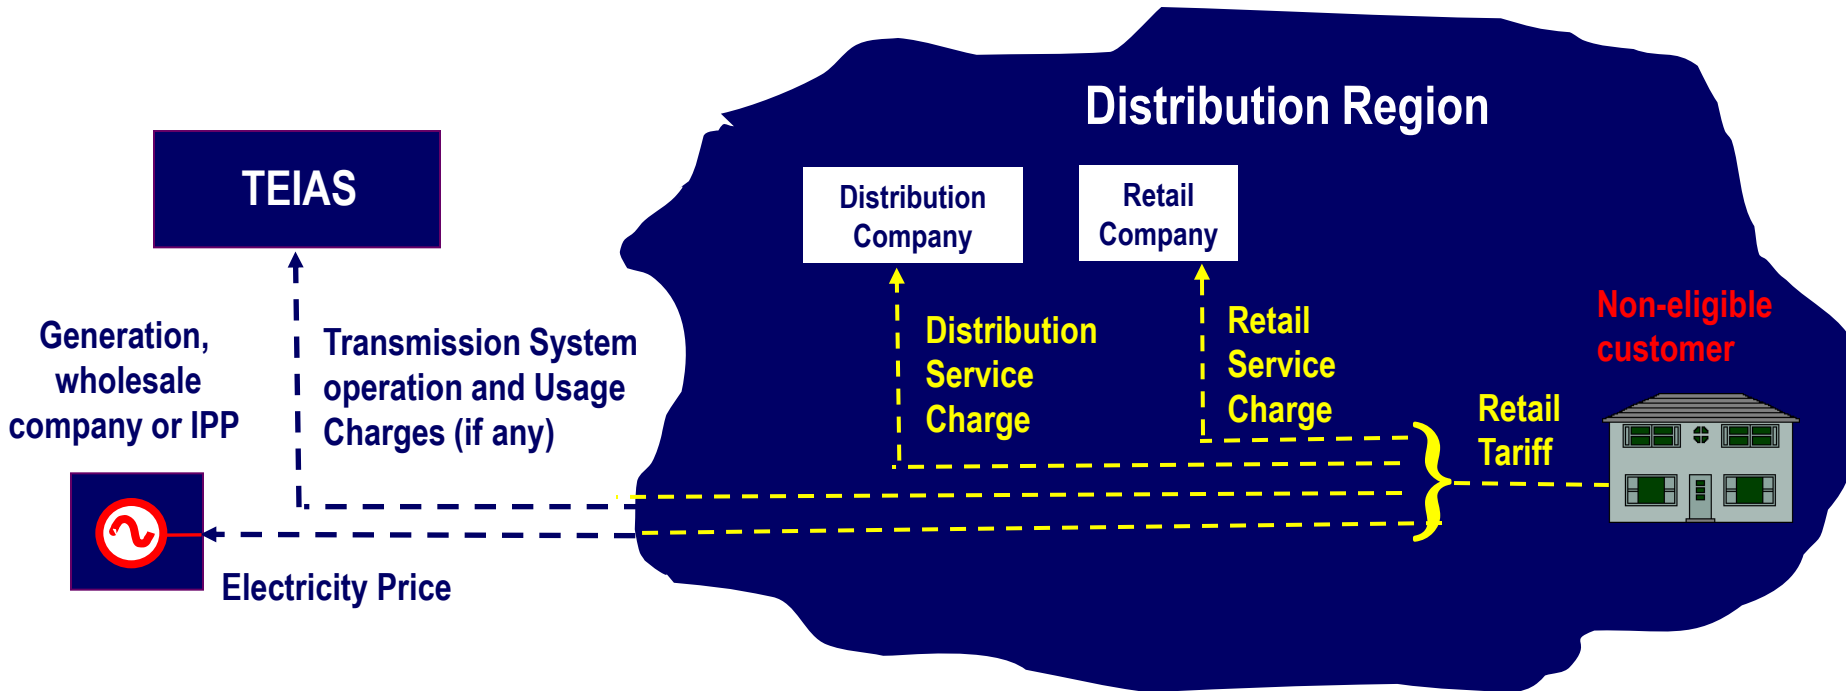 Distribution Region
TEIAS
Distribution
Company
Retail
Company
Generation,
wholesale
company or IPP
Transmission System
operation and Usage
Charges (if any)
Distribution
Service
Charge
Retail
Service
Charge
Non-eligible
customer
Retail
Tariff
Electricity Price